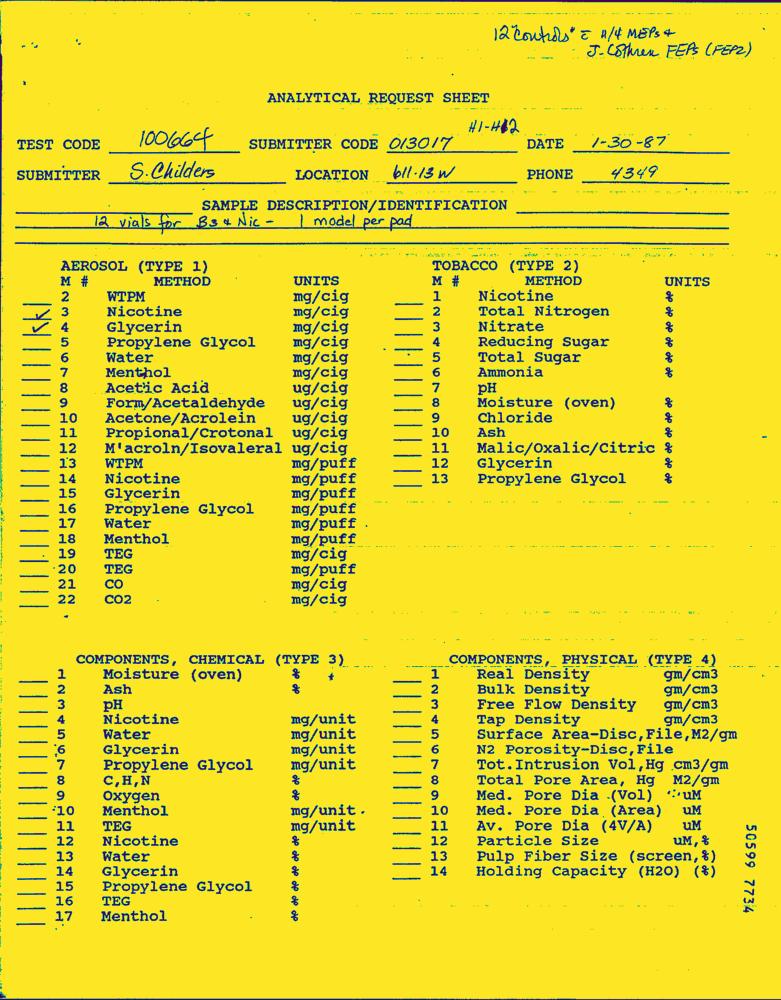 12 "Controls" c̄ 11/4 MEPs +
J. Cothren FEPs (FEP2)
ANALYTICAL REQUEST SHEET
H1-H12
TEST CODE 100664 SUBMITTER CODE 013017 DATE 1-30-87
SUBMITTER S. Childers LOCATION 611-13 W PHONE 4349
SAMPLE DESCRIPTION/IDENTIFICATION
12 vials for B3 & Nic - 1 model per pad
AEROSOL (TYPE 1) TOBACCO (TYPE 2)
M # METHOD UNITS M # METHOD UNITS
2 WTPM mg/cig 1 Nicotine %
✓ 3 Nicotine mg/cig 2 Total Nitrogen %
✓ 4 Glycerin mg/cig 3 Nitrate %
5 Propylene Glycol mg/cig 4 Reducing Sugar %
6 Water mg/cig 5 Total Sugar %
7 Menthol mg/cig 6 Ammonia %
8 Acetic Acid ug/cig 7 pH
9 Form/Acetaldehyde ug/cig 8 Moisture (oven) %
10 Acetone/Acrolein ug/cig 9 Chloride %
11 Propional/Crotonal ug/cig 10 Ash %
12 M'acroln/Isovaleral ug/cig 11 Malic/Oxalic/Citric %
13 WTPM mg/puff 12 Glycerin %
14 Nicotine mg/puff 13 Propylene Glycol %
15 Glycerin mg/puff
16 Propylene Glycol mg/puff
17 Water mg/puff
18 Menthol mg/puff
19 TEG mg/cig
20 TEG mg/puff
21 CO mg/cig
22 CO2 mg/cig
COMPONENTS, CHEMICAL (TYPE 3) COMPONENTS, PHYSICAL (TYPE 4)
1 Moisture (oven) % 1 Real Density gm/cm3
2 Ash % 2 Bulk Density gm/cm3
3 pH 3 Free Flow Density gm/cm3
4 Nicotine mg/unit 4 Tap Density gm/cm3
5 Water mg/unit 5 Surface Area-Disc,File,M2/gm
6 Glycerin mg/unit 6 N2 Porosity-Disc,File
7 Propylene Glycol mg/unit 7 Tot.Intrusion Vol,Hg cm3/gm
8 C,H,N % 8 Total Pore Area, Hg M2/gm
9 Oxygen % 9 Med. Pore Dia (Vol) uM
10 Menthol mg/unit 10 Med. Pore Dia (Area) uM
11 TEG mg/unit 11 Av. Pore Dia (4V/A) uM
12 Nicotine % 12 Particle Size uM,%
13 Water % 13 Pulp Fiber Size (screen,%)
14 Glycerin % 14 Holding Capacity (H2O) (%)
15 Propylene Glycol %
16 TEG %
17 Menthol %
50599 7734